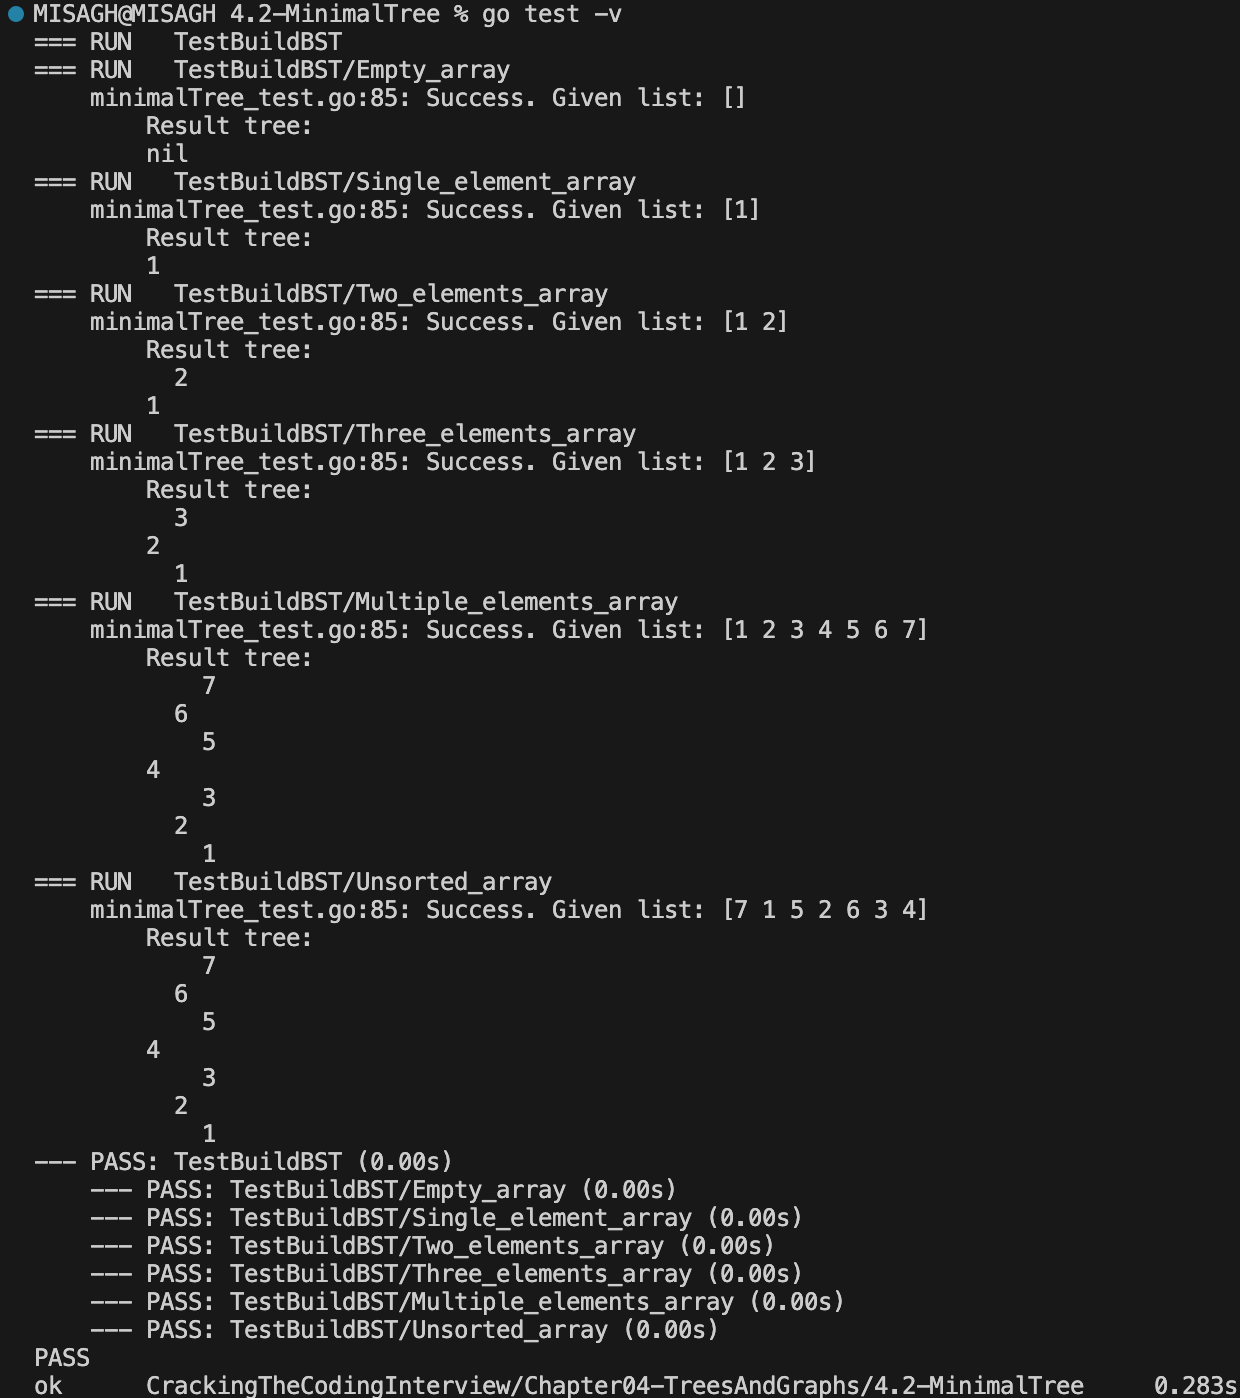 MISAGH@MISAGH 4.2-MinimalTree % go test -v
=== RUN   TestBuildBST
=== RUN   TestBuildBST/Empty_array
    minimalTree_test.go:85: Success. Given list: []
        Result tree:
        nil
=== RUN   TestBuildBST/Single_element_array
    minimalTree_test.go:85: Success. Given list: [1]
        Result tree:
        1
=== RUN   TestBuildBST/Two_elements_array
    minimalTree_test.go:85: Success. Given list: [1 2]
        Result tree:
          2
        1
=== RUN   TestBuildBST/Three_elements_array
    minimalTree_test.go:85: Success. Given list: [1 2 3]
        Result tree:
          3
        2
          1
=== RUN   TestBuildBST/Multiple_elements_array
    minimalTree_test.go:85: Success. Given list: [1 2 3 4 5 6 7]
        Result tree:
            7
          6
            5
        4
            3
          2
            1
=== RUN   TestBuildBST/Unsorted_array
    minimalTree_test.go:85: Success. Given list: [7 1 5 2 6 3 4]
        Result tree:
            7
          6
            5
        4
            3
          2
            1
--- PASS: TestBuildBST (0.00s)
    --- PASS: TestBuildBST/Empty_array (0.00s)
    --- PASS: TestBuildBST/Single_element_array (0.00s)
    --- PASS: TestBuildBST/Two_elements_array (0.00s)
    --- PASS: TestBuildBST/Three_elements_array (0.00s)
    --- PASS: TestBuildBST/Multiple_elements_array (0.00s)
    --- PASS: TestBuildBST/Unsorted_array (0.00s)
PASS
ok      CrackingTheCodingInterview/Chapter04-TreesAndGraphs/4.2-MinimalTree     0.283s